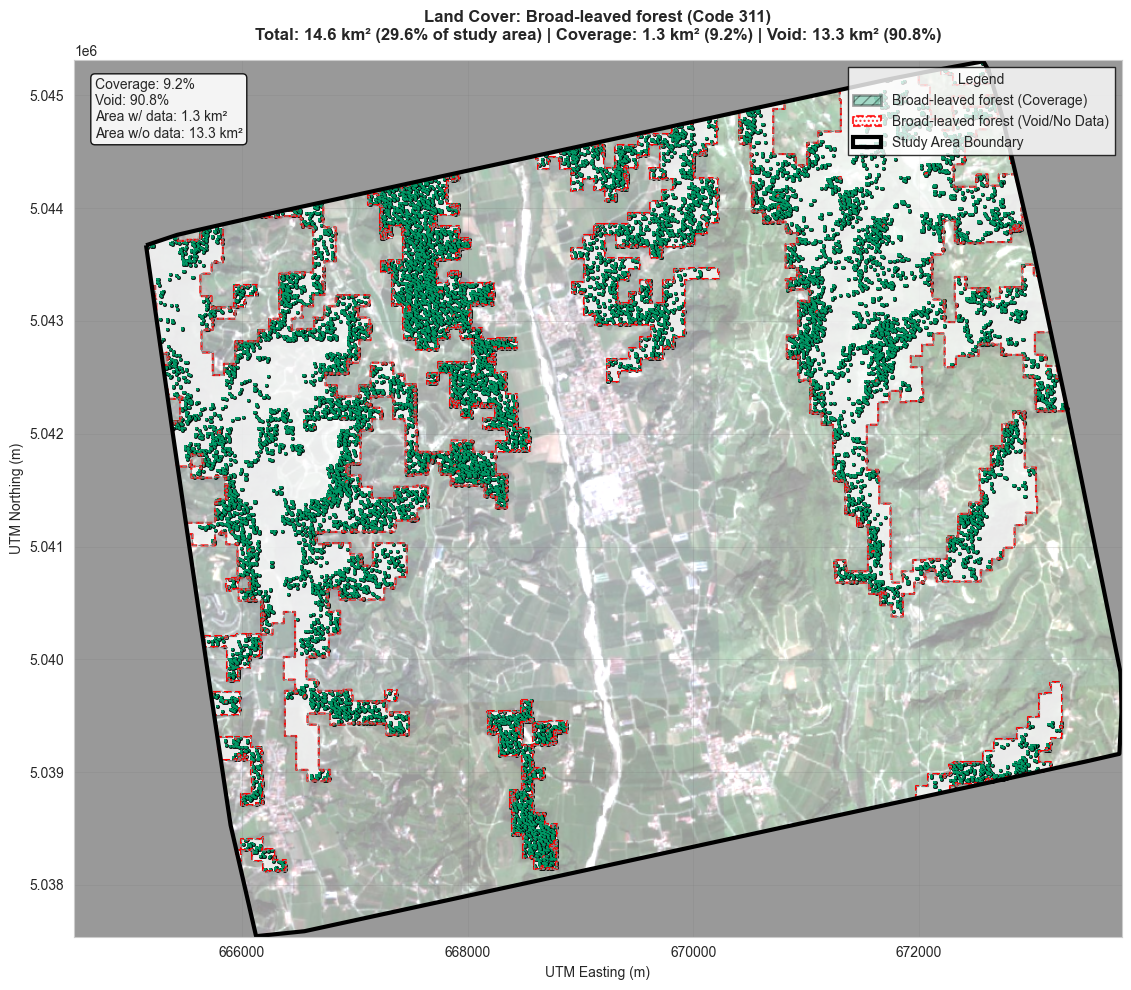 Land Cover: Broad-leaved forest (Code 311)
Total: 14.6 km² (29.6% of study area) | Coverage: 1.3 km² (9.2%) | Void: 13.3 km² (90.8%)
1e6
Coverage: 9.2%
Void: 90.8%
Area w/ data: 1.3 km²
Area w/o data: 13.3 km²
Legend
Broad-leaved forest (Coverage)
Broad-leaved forest (Void/No Data)
Study Area Boundary
5.045
5.044
5.043
5.042
5.041
5.040
5.039
5.038
UTM Northing (m)
666000 668000 670000 672000
UTM Easting (m)